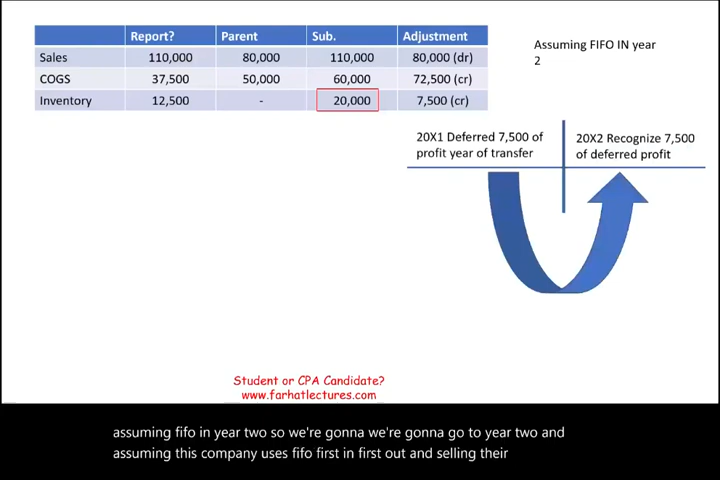 Report? Parent Sub. Adjustment
Sales 110,000 80,000 110,000 80,000 (dr)
COGS 37,500 50,000 60,000 72,500 (cr)
Inventory 12,500 - 20,000 7,500 (cr)
Assuming FIFO IN year
2
20X1 Deferred 7,500 of
profit year of transfer
20X2 Recognize 7,500
of deferred profit
Student or CPA Candidate?
www.farhatlectures.com
assuming fifo in year two so we're gonna we're gonna go to year two and
assuming this company uses fifo first in first out and selling their